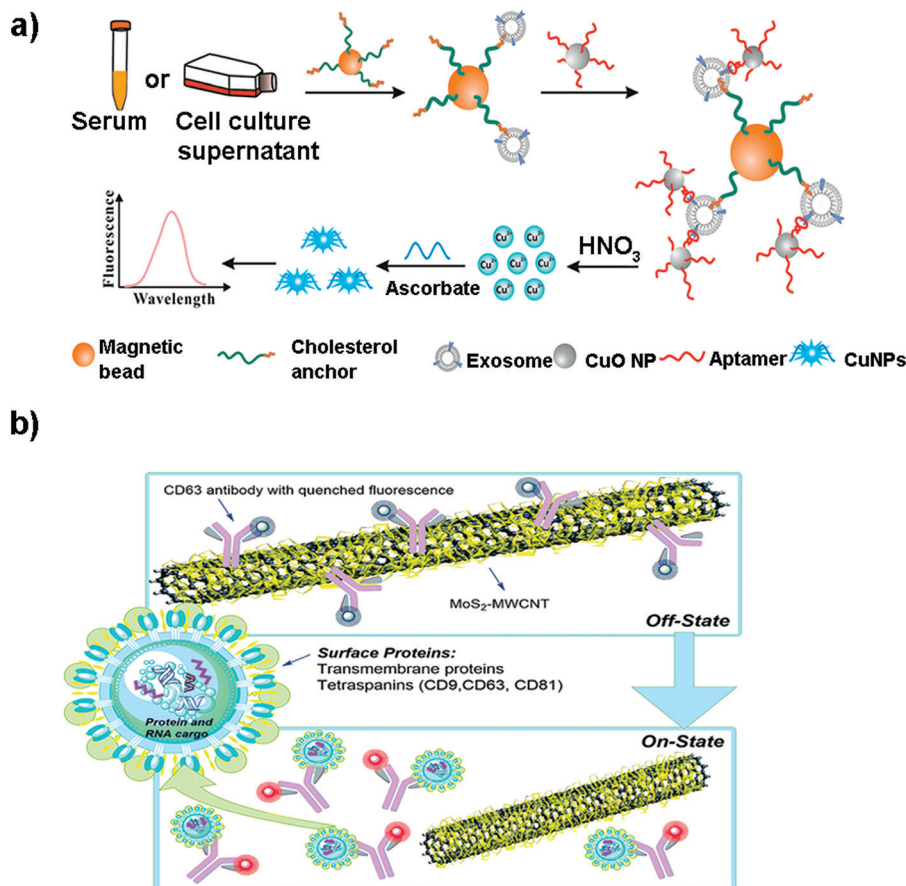 a)
Serum
or
Cell culture
supernatant
HNO3
Cu2+ Cu2+
Cu2+ Cu2+ Cu2+
Cu2+ Cu2+
Ascorbate
Fluorescence
Wavelength
Magnetic
bead
Cholesterol
anchor
Exosome
CuO NP
Aptamer
CuNPs
b)
CD63 antibody with quenched fluorescence
MoS2-MWCNT
Off-State
Surface Proteins:
Transmembrane proteins
Tetraspanins (CD9,CD63, CD81)
Protein and
RNA cargo
On-State